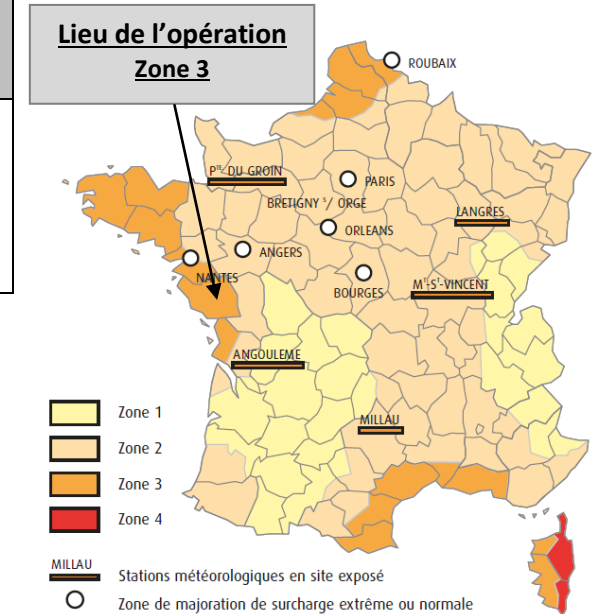 Lieu de l’opération
Zone 3
ROUBAIX
Pte DU GROIN
PARIS
BRETIGNY s/ ORGE
LANGRES
ORLEANS
ANGERS
NANTES
BOURGES
Mt-St-VINCENT
ANGOULEME
MILLAU
Zone 1
Zone 2
Zone 3
Zone 4
MILLAU
Stations météorologiques en site exposé
Zone de majoration de surcharge extrême ou normale